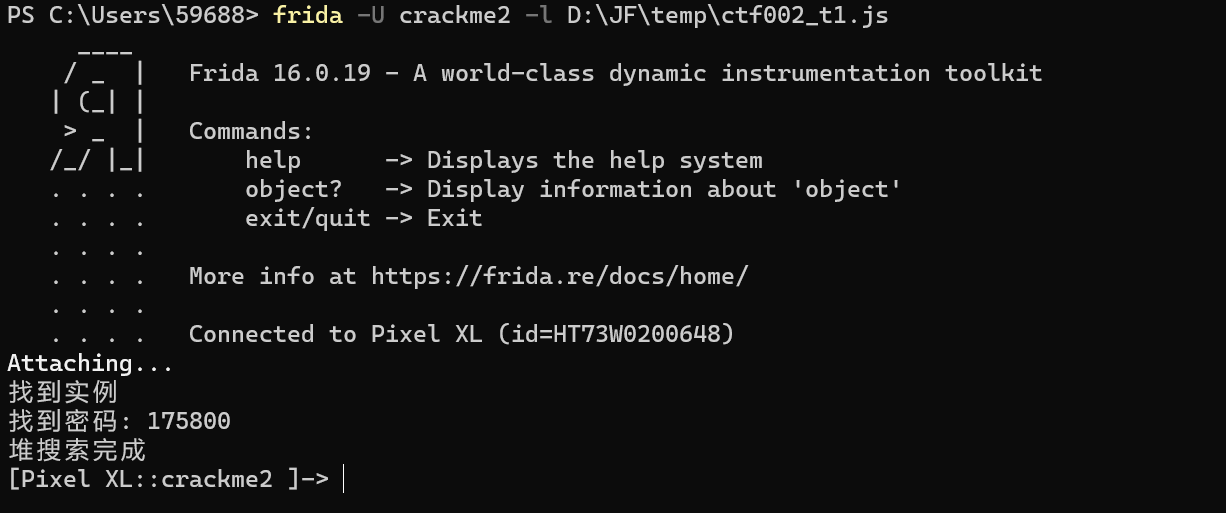 PS C:\Users\59688> frida -U crackme2 -l D:\JF\temp\ctf002_t1.js
     ____
    / _  |   Frida 16.0.19 - A world-class dynamic instrumentation toolkit
   | (_| |
    > _  |   Commands:
   /_/ |_|       help      -> Displays the help system
   . . . .       object?   -> Display information about 'object'
   . . . .       exit/quit -> Exit
   . . . .
   . . . .   More info at https://frida.re/docs/home/
   . . . .
   . . . .   Connected to Pixel XL (id=HT73W0200648)
Attaching...
找到实例
找到密码: 175800
堆搜索完成
[Pixel XL::crackme2 ]->